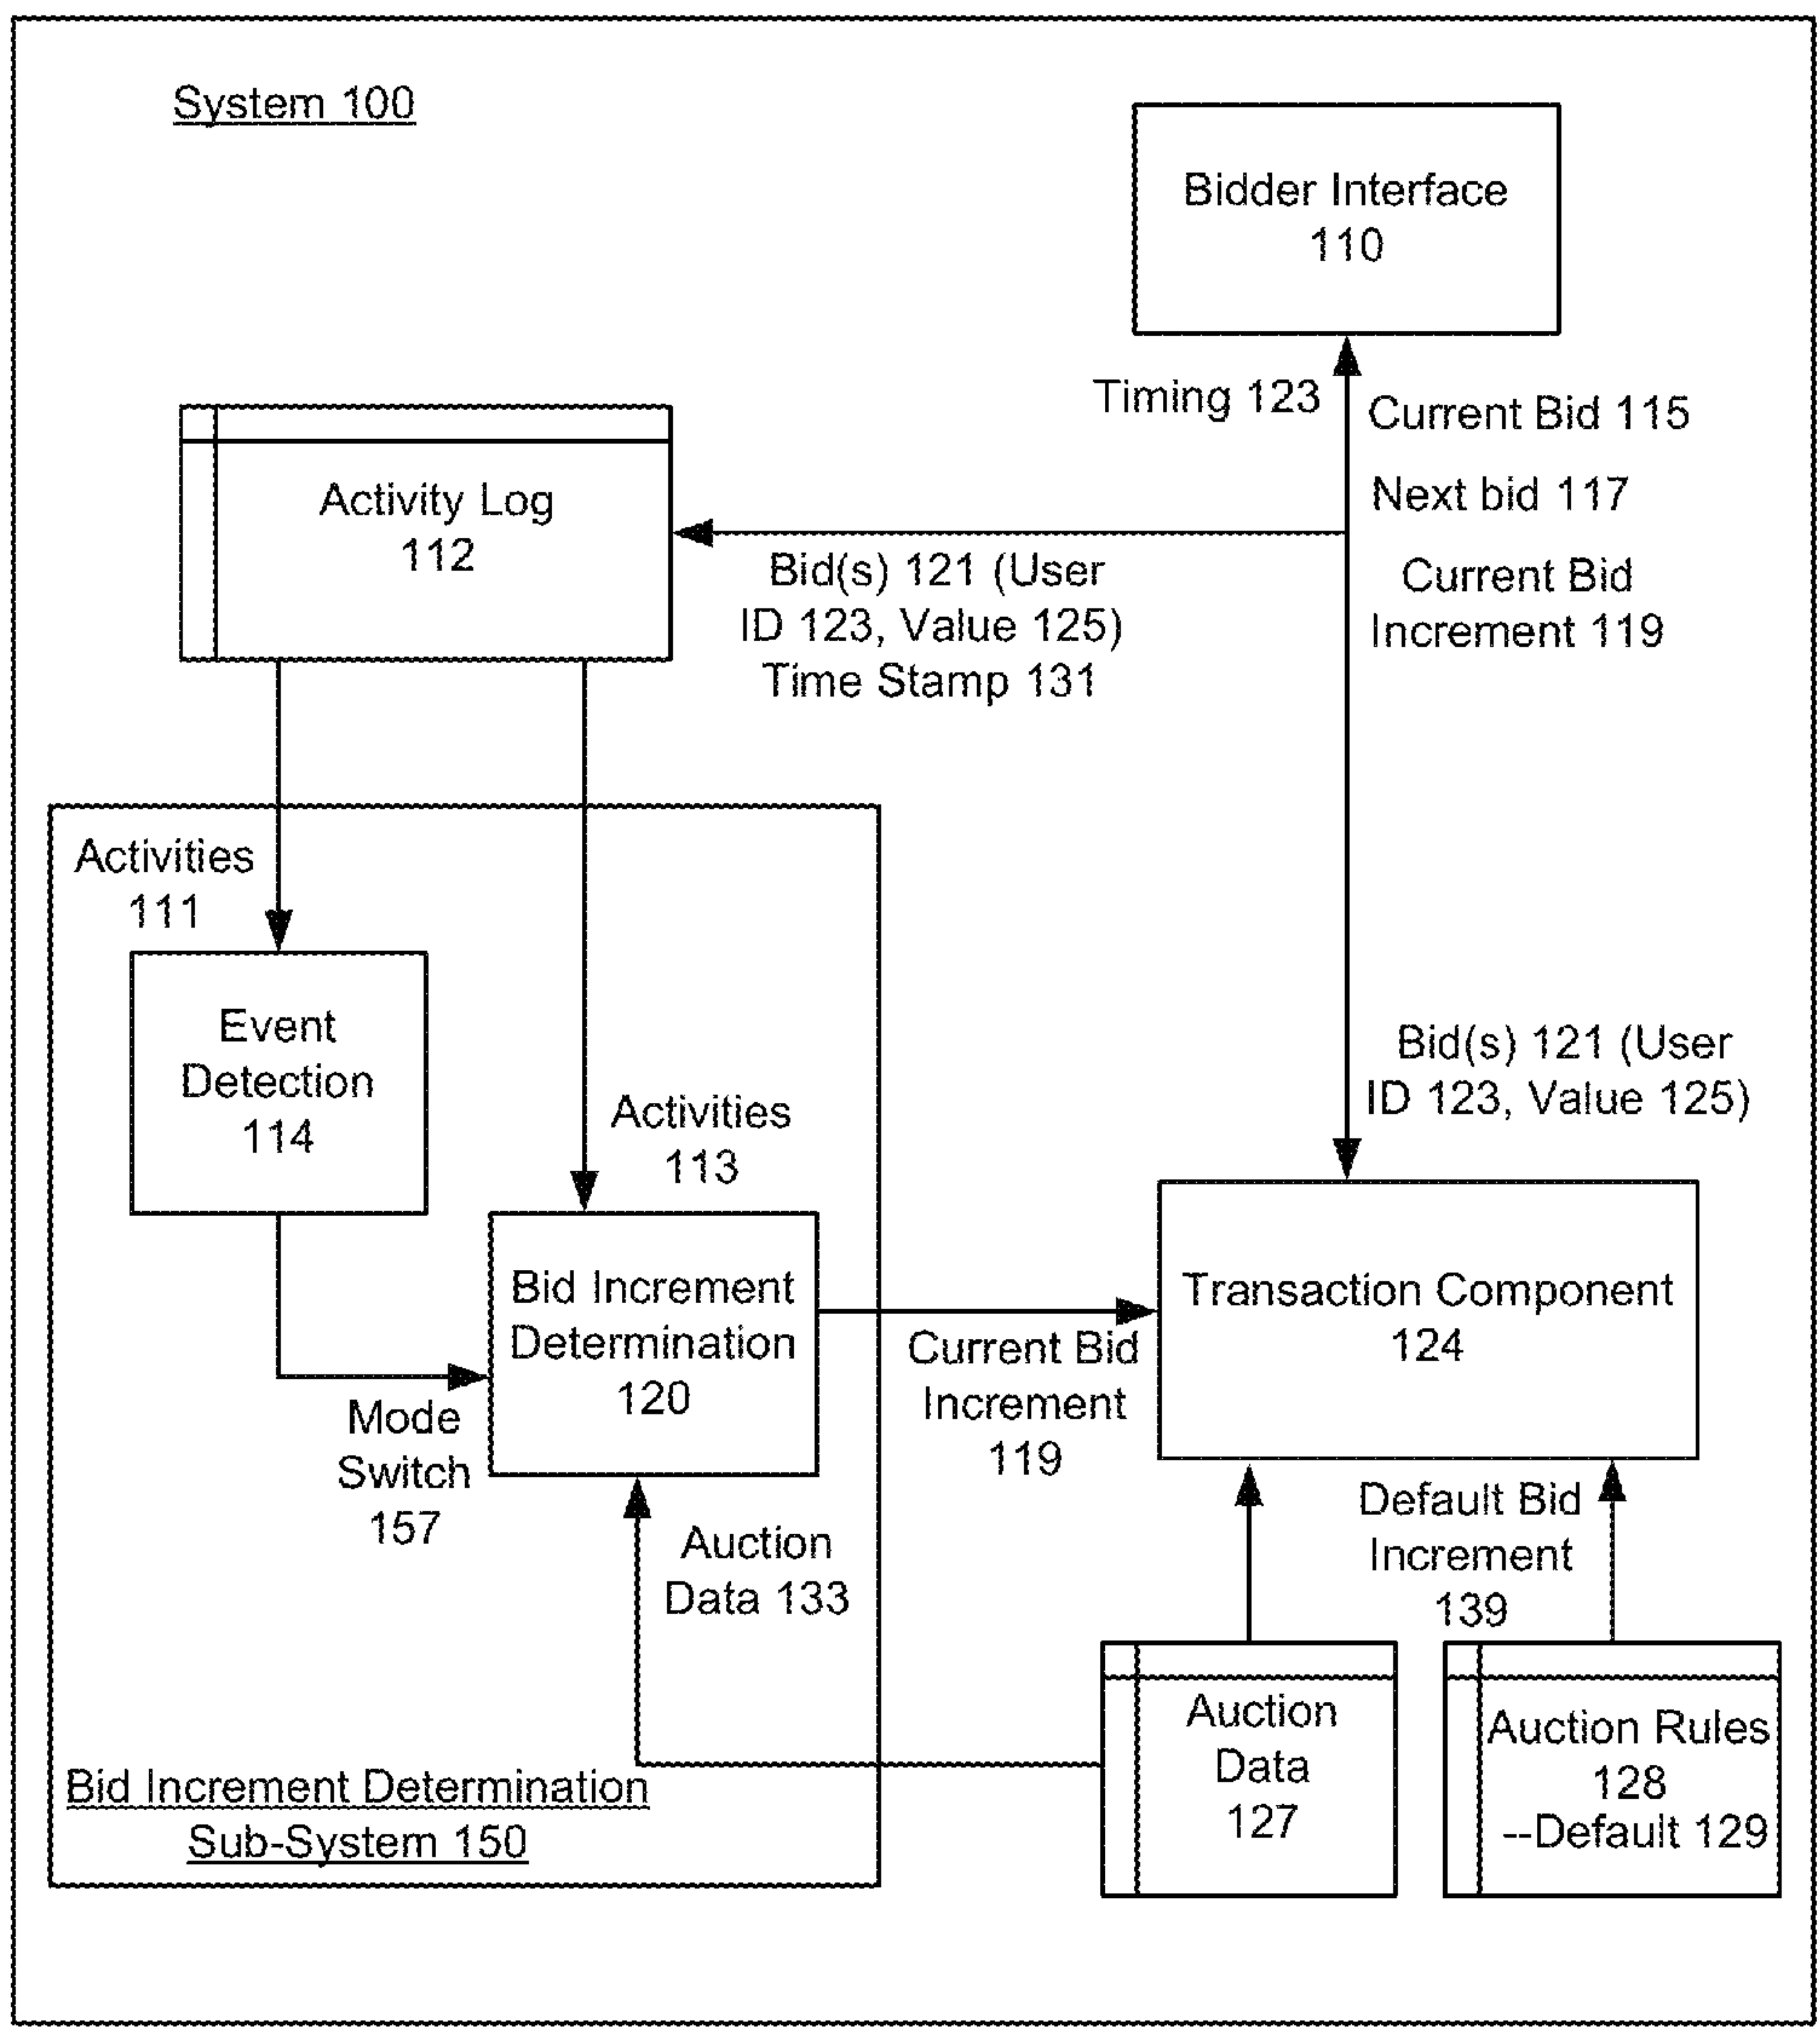 System 100
Bidder Interface
110
Timing 123
Current Bid 115
Next bid 117
Current Bid
Increment 119
Activity Log
112
Bid(s) 121 (User
ID 123, Value 125)
Time Stamp 131
Activities
111
Event
Detection
114
Activities
113
Bid(s) 121 (User
ID 123, Value 125)
Bid Increment
Determination
120
Transaction Component
124
Current Bid
Increment
119
Mode
Switch
157
Auction
Data 133
Default Bid
Increment
139
Auction
Data
127
Auction Rules
128
--Default 129
Bid Increment Determination
Sub-System 150